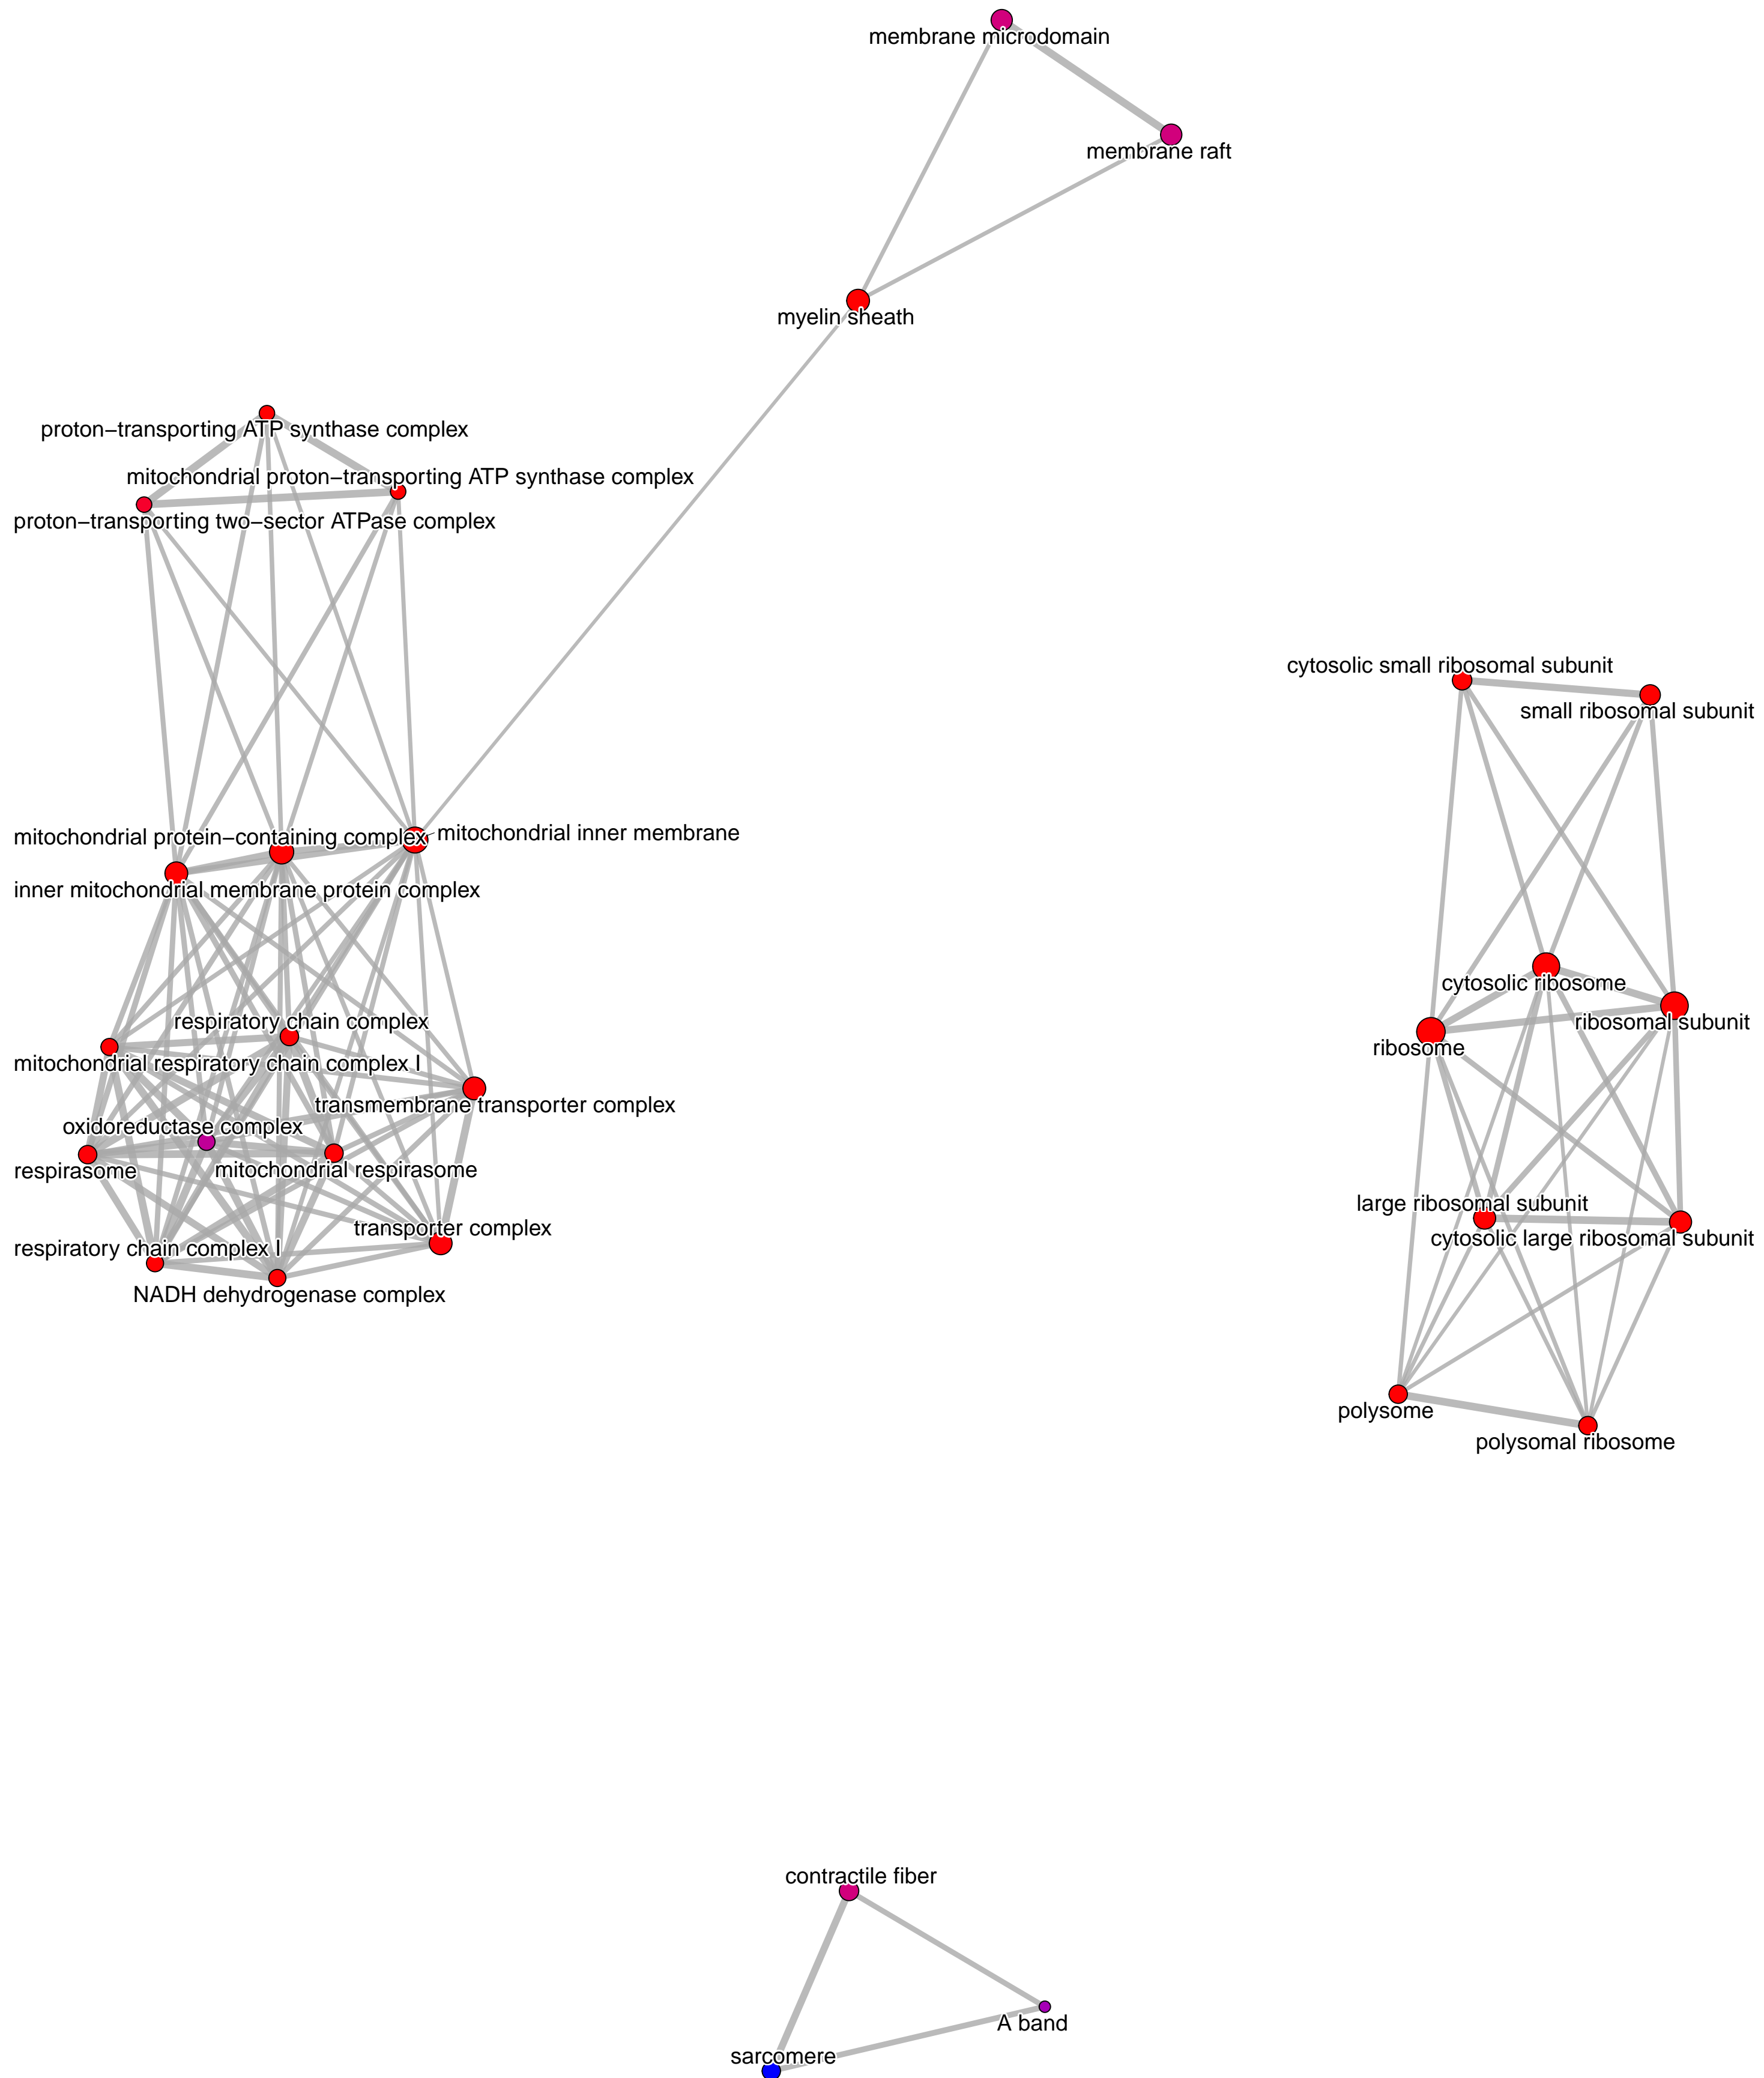 membrane microdomain
membrane raft
myelin sheath
proton−transporting ATP synthase complex
mitochondrial proton−transporting ATP synthase complex
proton−transporting two−sector ATPase complex
cytosolic small ribosomal subunit
small ribosomal subunit
mitochondrial protein−containing complex
mitochondrial inner membrane
inner mitochondrial membrane protein complex
cytosolic ribosome
respiratory chain complex
ribosomal subunit
ribosome
mitochondrial respiratory chain complex I
transmembrane transporter complex
oxidoreductase complex
respirasome
mitochondrial respirasome
large ribosomal subunit
transporter complex
cytosolic large ribosomal subunit
respiratory chain complex I
NADH dehydrogenase complex
polysome
polysomal ribosome
contractile fiber
A band
sarcomere